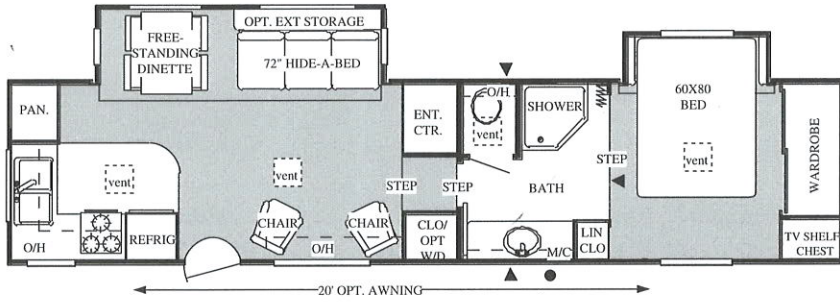 OPT. EXT STORAGE
FREE-
STANDING
DINETTE
72" HIDE-A-BED
PAN.
ENT.
CTR.
O/H
vent
SHOWER
60X80
BED
WARDROBE
vent
vent
vent
STEP
STEP
STEP
BATH
O/H
REFRIG
CHAIR
CHAIR
O/H
CLO/
OPT
W/D
M/C
LIN
CLO
TV SHELF
CHEST
20' OPT. AWNING